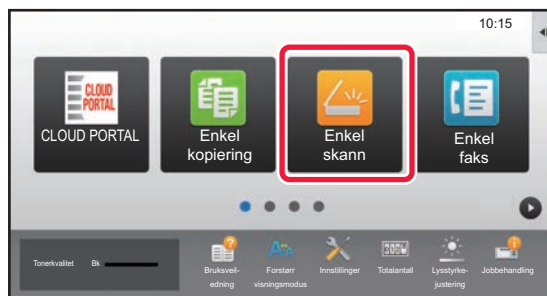 10:15
CLOUD
PORTAL
CLOUD PORTAL
Enkel
kopiering
Enkel
skann
Enkel
faks
Tonerkvalitet Bk
Bruksveil-
edning
Forstørr
visningsmodus
Innstillinger
Totalantall
Lysstyrke-
justering
Jobbehandling